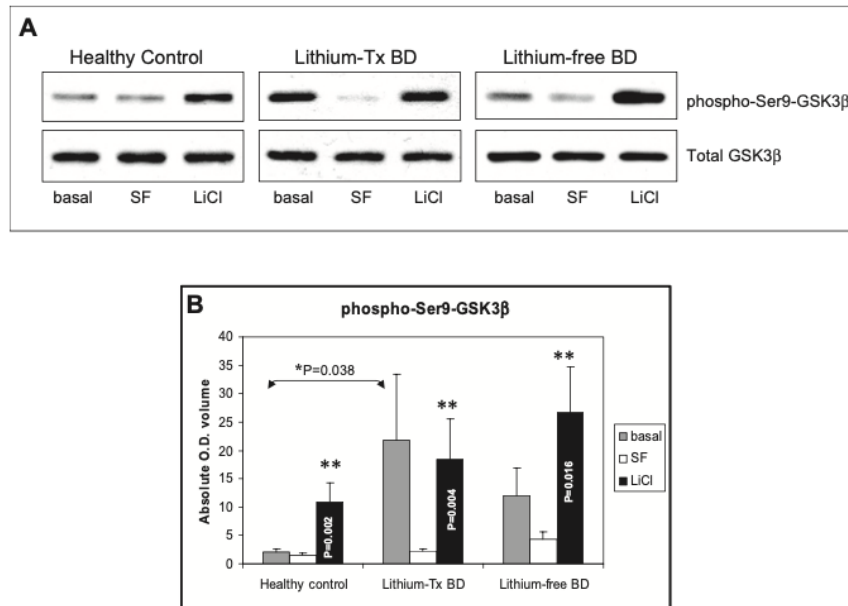 A
Healthy Control Lithium-Tx BD Lithium-free BD
phospho-Ser9-GSK3β
Total GSK3β
basal SF LiCl basal SF LiCl basal SF LiCl
B
phospho-Ser9-GSK3β
Absolute O.D. volume
40
35
30
25
20
15
10
5
0
*P=0.038
**
**
**
P=0.002
P=0.004
P=0.016
basal
SF
LiCl
Healthy control Lithium-Tx BD Lithium-free BD